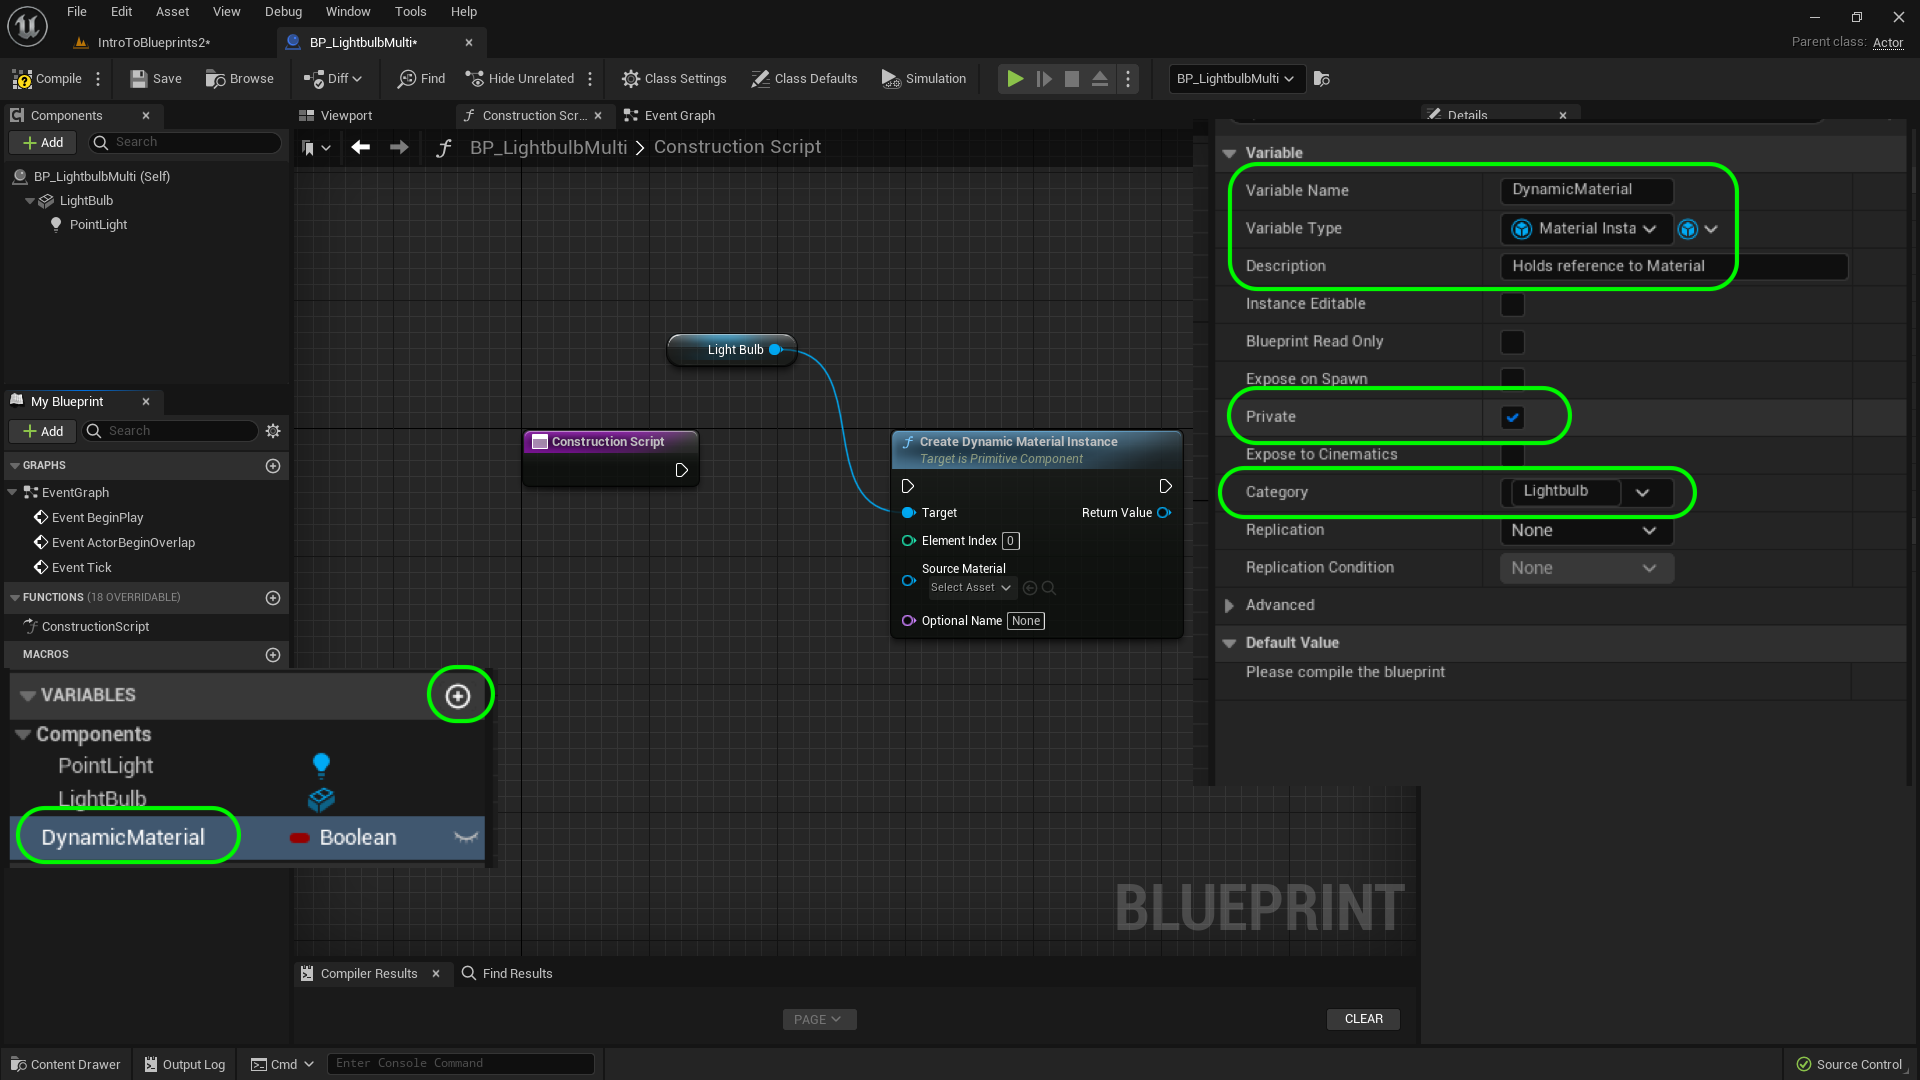 File Edit Asset View Debug Window Tools Help
IntroToBlueprints2*
BP_LightbulbMulti*
Parent class: Actor
Compile Save Browse Diff Find Hide Unrelated Class Settings Class Defaults Simulation BP_LightbulbMulti
Components
Add Search
BP_LightbulbMulti (Self)
LightBulb
PointLight
My Blueprint
Add Search
GRAPHS
EventGraph
Event BeginPlay
Event ActorBeginOverlap
Event Tick
FUNCTIONS (18 OVERRIDABLE)
ConstructionScript
MACROS
VARIABLES
Components
PointLight
LightBulb
DynamicMaterial Boolean
Viewport Construction Scr... Event Graph
BP_LightbulbMulti > Construction Script
Light Bulb
Construction Script
Create Dynamic Material Instance
Target is Primitive Component
Target Return Value
Element Index 0
Source Material
Select Asset
Optional Name None
BLUEPRINT
Compiler Results Find Results
PAGE CLEAR
Details
Variable
Variable Name DynamicMaterial
Variable Type Material Insta
Description Holds reference to Material
Instance Editable
Blueprint Read Only
Expose on Spawn
Private
Expose to Cinematics
Category Lightbulb
Replication None
Replication Condition None
Advanced
Default Value
Please compile the blueprint
Content Drawer Output Log Cmd Enter Console Command Source Control